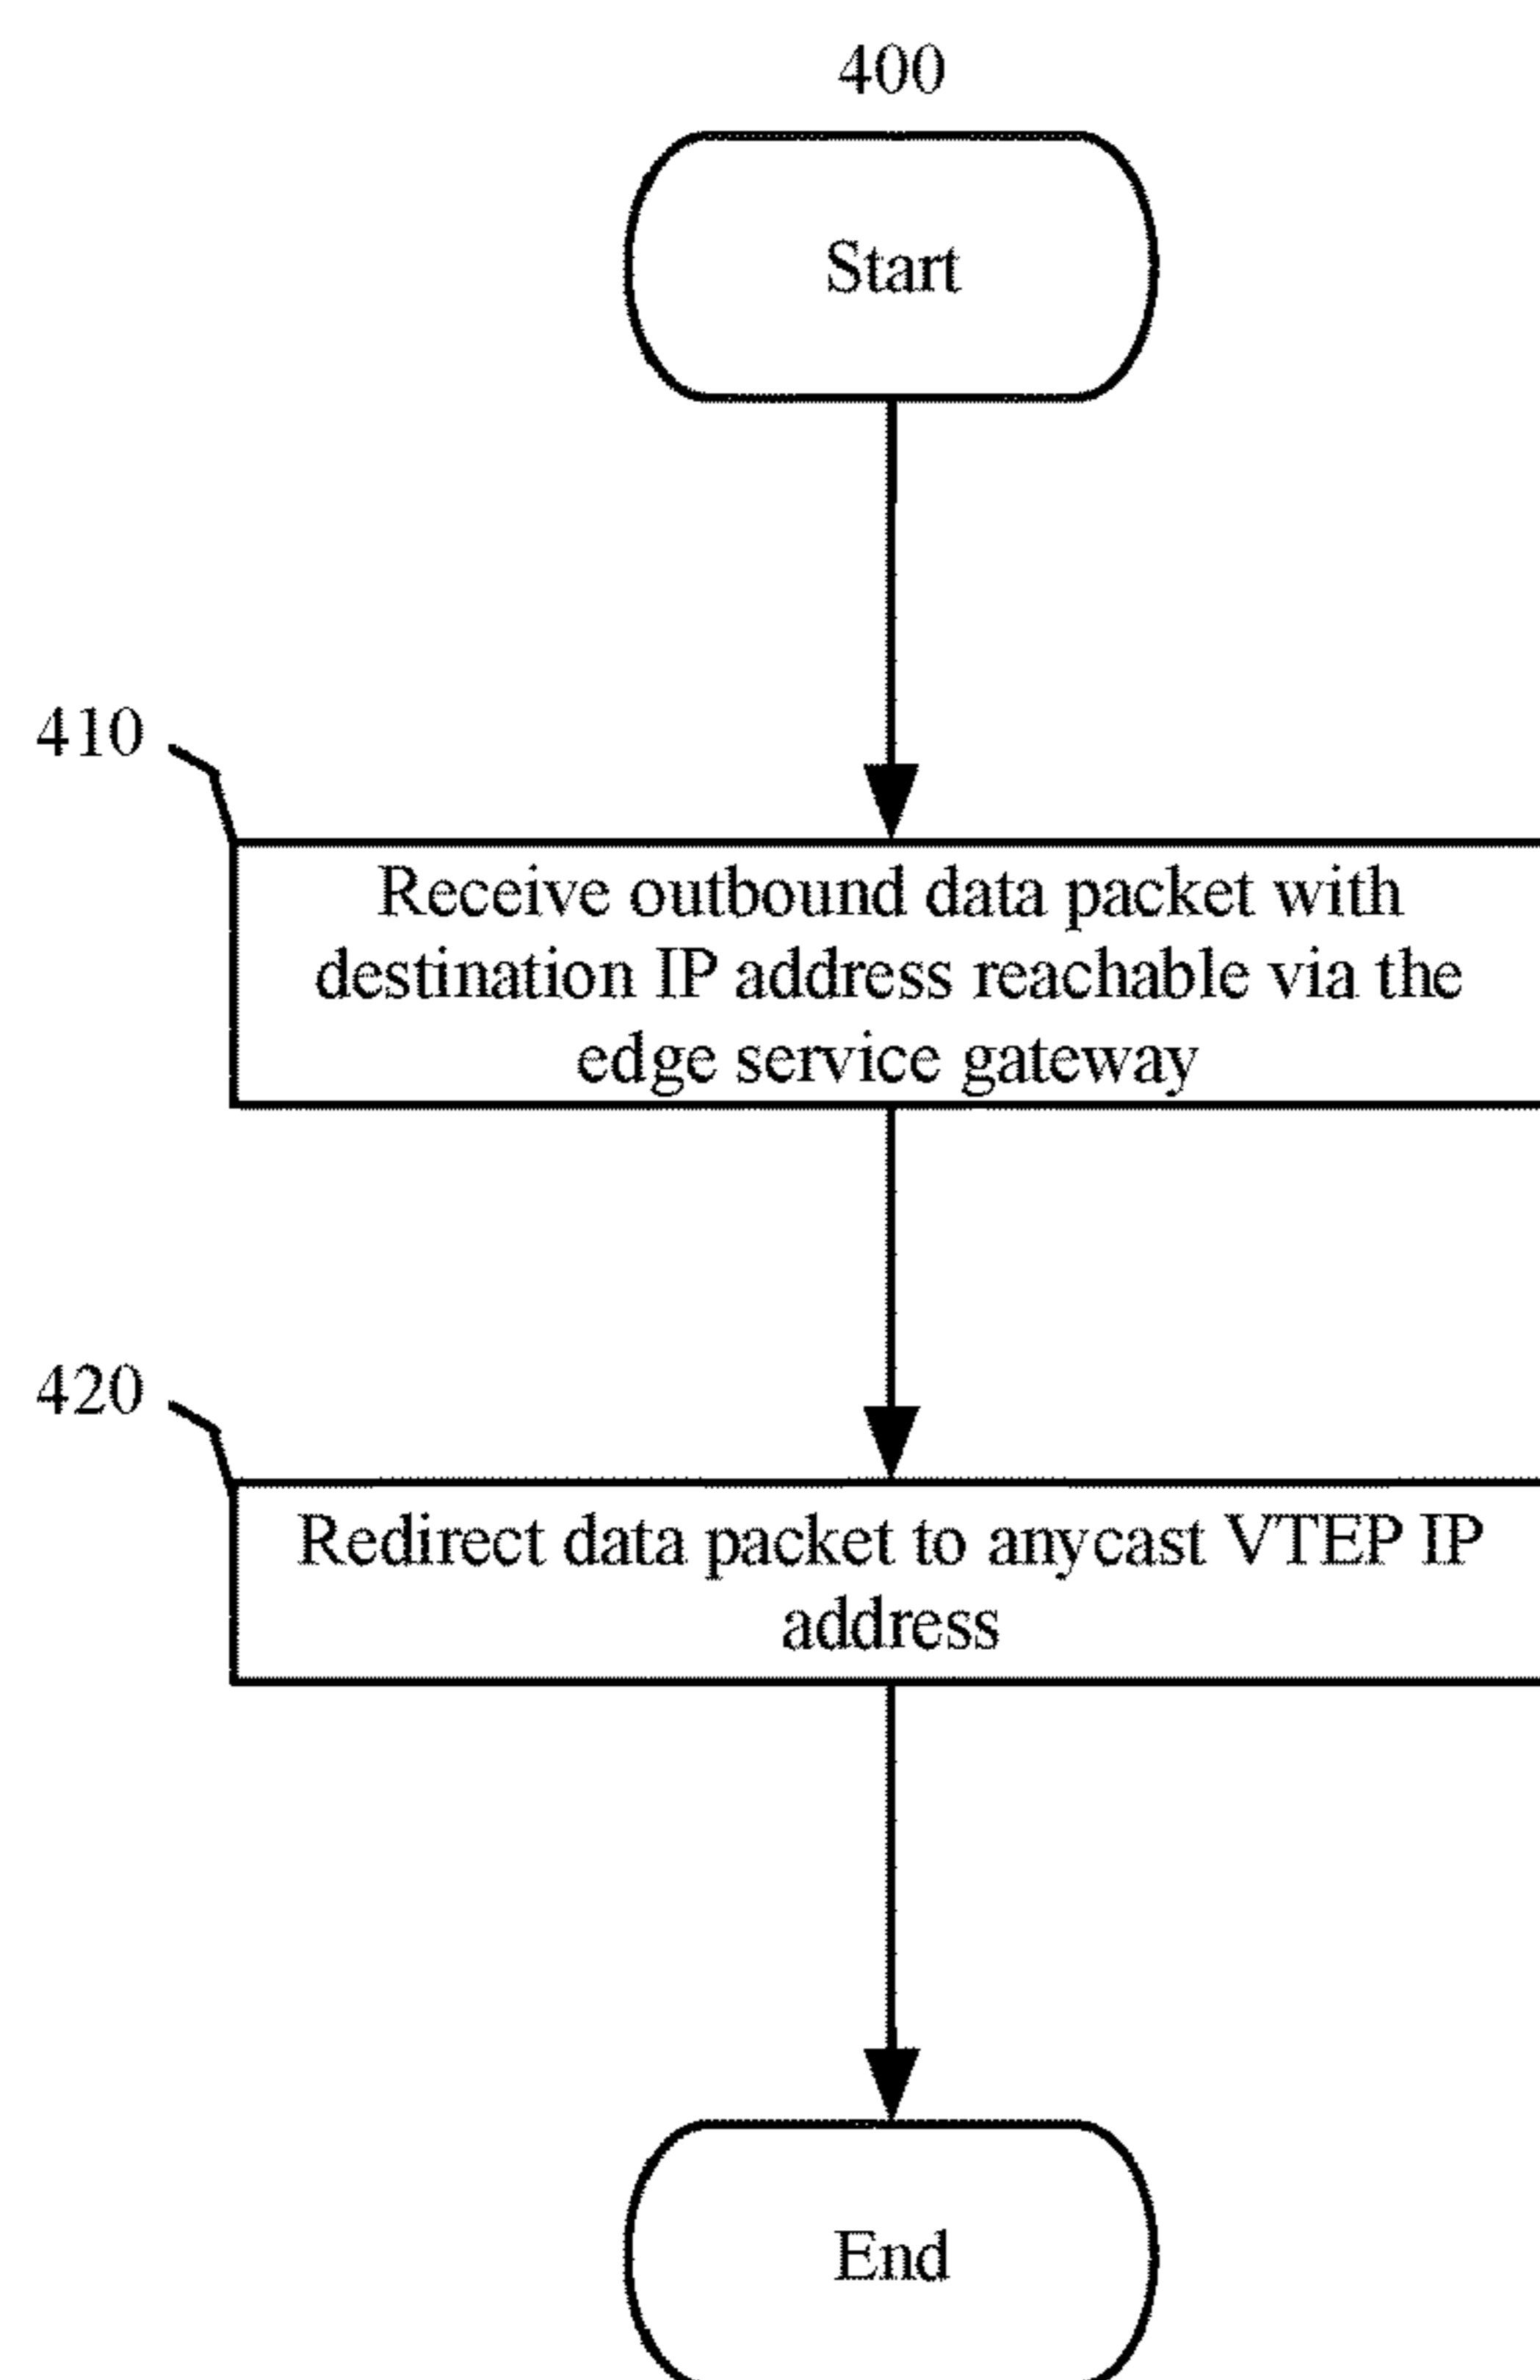 400
Start
410
Receive outbound data packet with
destination IP address reachable via the
edge service gateway
420
Redirect data packet to anycast VTEP IP
address
End